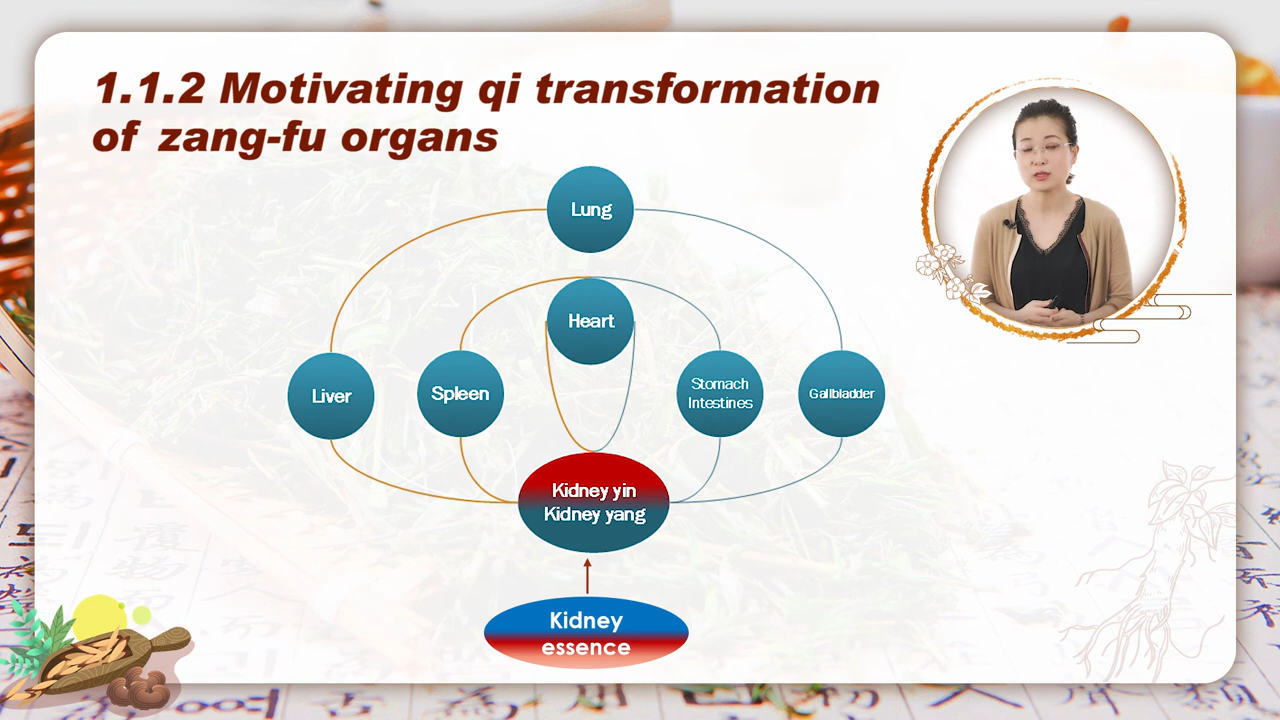 1.1.2 Motivating qi transformation
of zang-fu organs
Lung
Heart
Liver
Spleen
Stomach
Intestines
Gallbladder
Kidney yin
Kidney yang
Kidney
essence